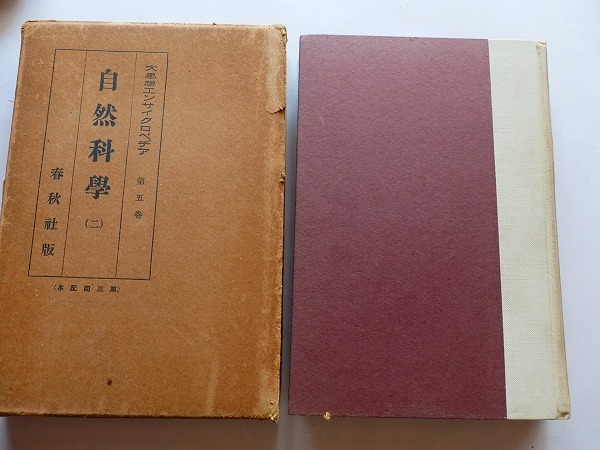 大思想エンサイクロペヂア 第五巻
自然科學 (二)
春秋社版
(第三回配本)